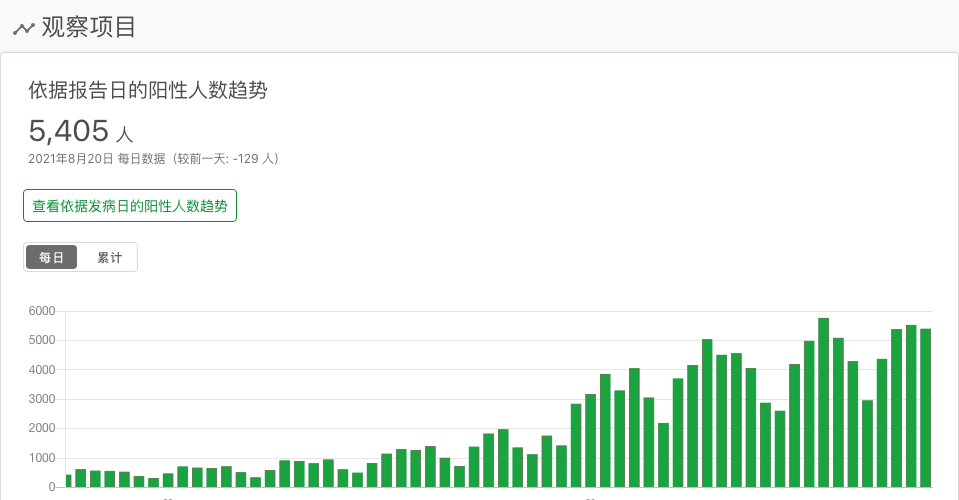 观察项目
依据报告日的阳性人数趋势
5,405 人
2021年8月20日 每日数据（较前一天: -129 人）
查看依据发病日的阳性人数趋势
每日 累计
6000
5000
4000
3000
2000
1000
0